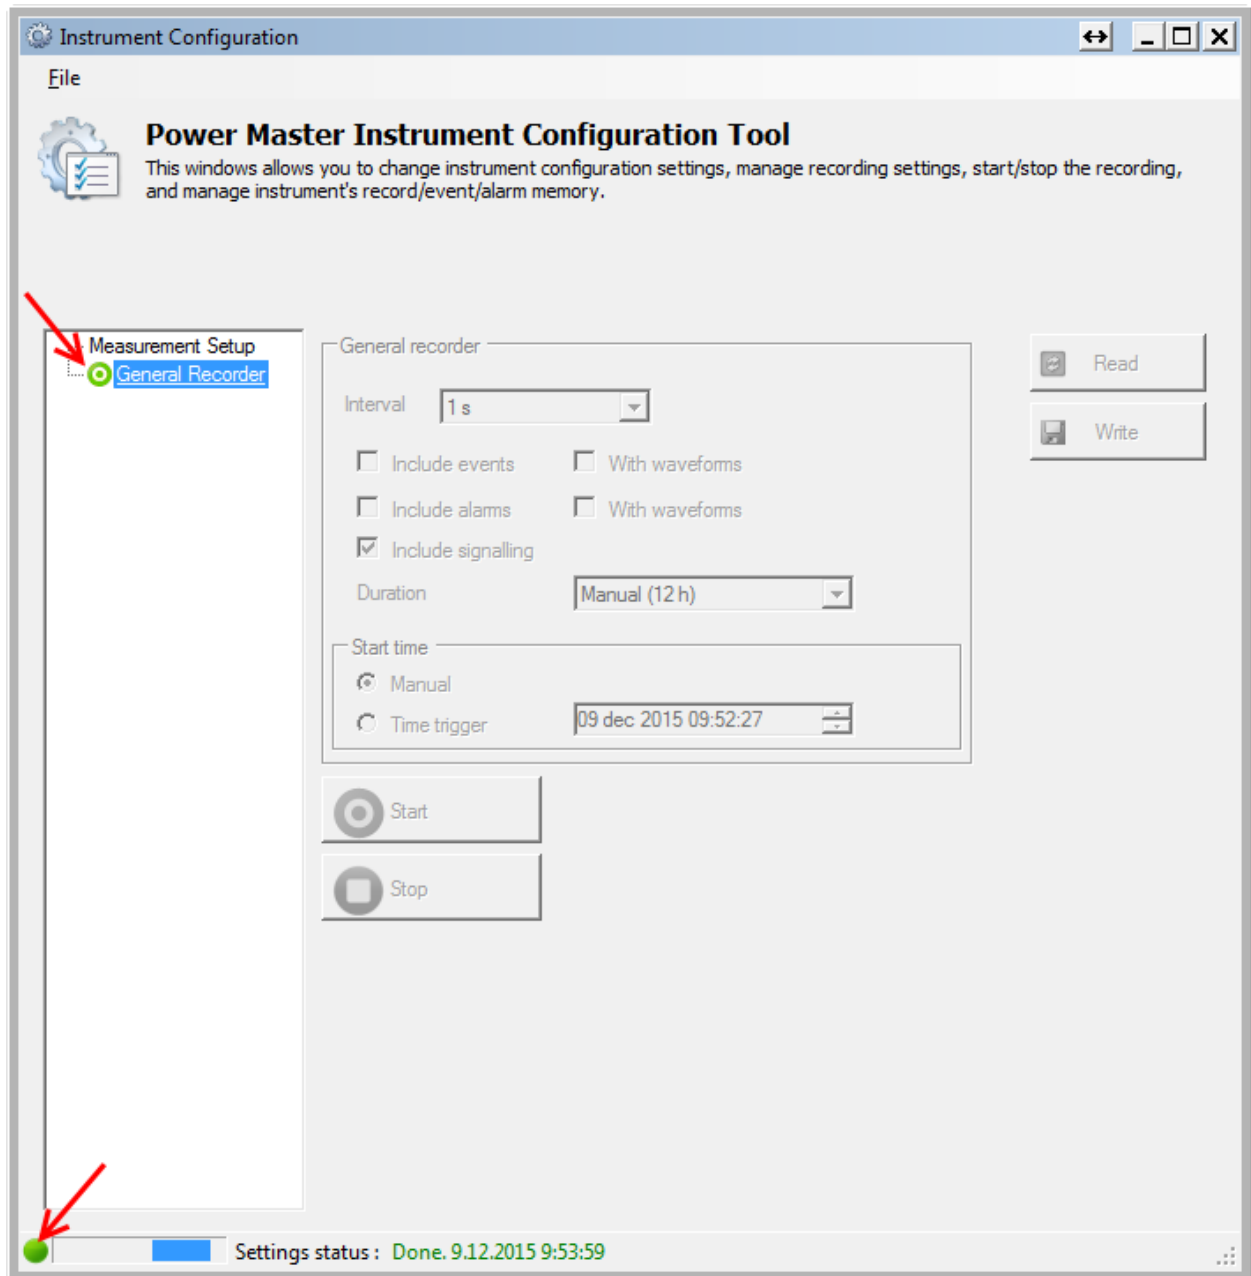 Instrument Configuration
File
Power Master Instrument Configuration Tool
This windows allows you to change instrument configuration settings, manage recording settings, start/stop the recording,
and manage instrument's record/event/alarm memory.
Measurement Setup
General Recorder
General recorder
Interval 1 s
Include events With waveforms
Include alarms With waveforms
Include signalling
Duration Manual (12 h)
Start time
Manual
Time trigger 09 dec 2015 09:52:27
Start
Stop
Read
Write
Settings status : Done. 9.12.2015 9:53:59